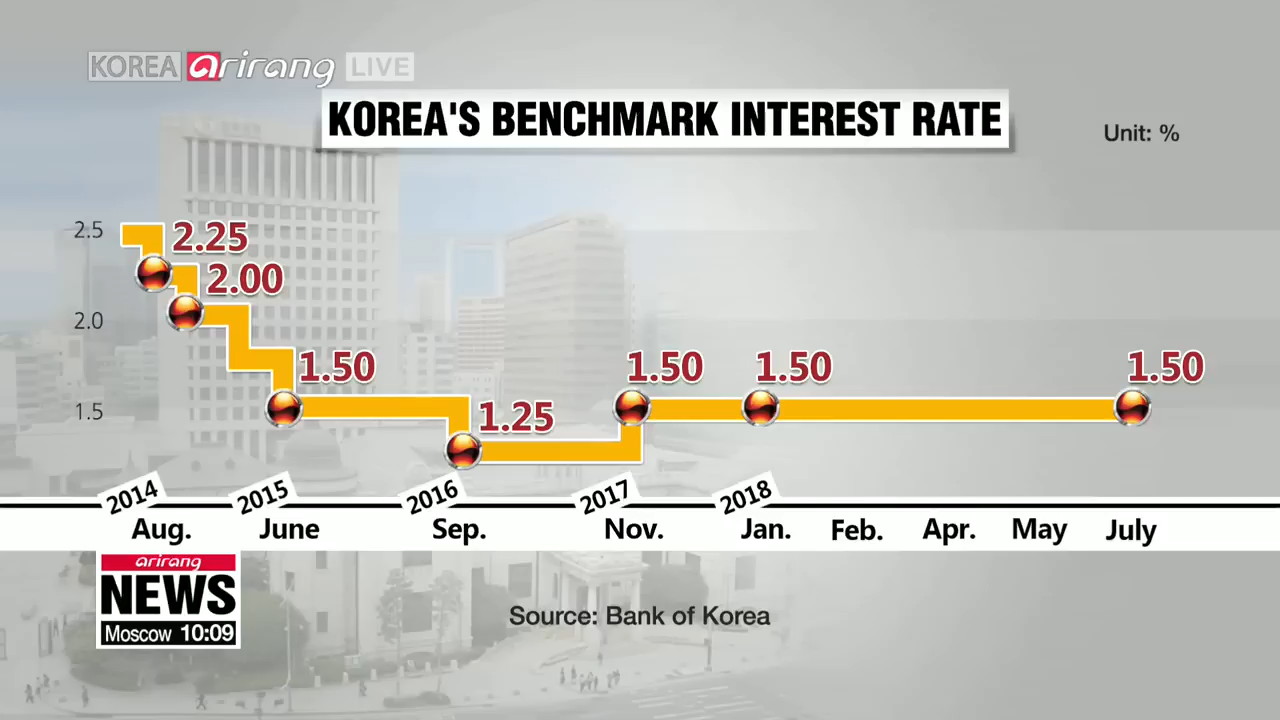 KOREA arirang LIVE
KOREA'S BENCHMARK INTEREST RATE
Unit: %
2.5
2.25
2.00
2.0
1.50
1.50
1.50
1.50
1.5
1.25
2014
2015
2016
2017
2018
Aug.
June
Sep.
Nov.
Jan.
Feb.
Apr.
May
July
arirang
NEWS
Moscow 10:09
Source: Bank of Korea